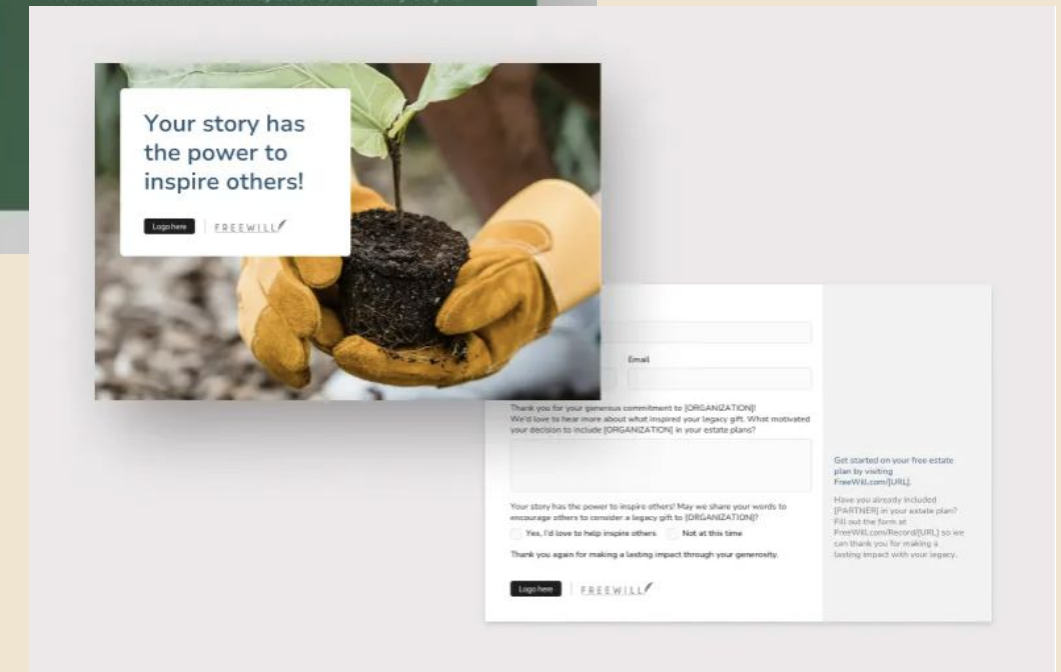 Your story has
the power to
inspire others!
Logo here
FREEWILL
Email
Thank you for your generous commitment to [ORGANIZATION]!
We'd love to hear more about what inspired your legacy gift. What motivated
your decision to include [ORGANIZATION] in your estate plans?
Your story has the power to inspire others! May we share your words to
encourage others to consider a legacy gift to [ORGANIZATION]?
Yes, I'd love to help inspire others
Not at this time
Thank you again for making a lasting impact through your generosity.
Logo here
FREEWILL
Get started on your free estate
plan by visiting
FreeWill.com/[URL].
Have you already included
[PARTNER] in your estate plan?
Fill out the form at
FreeWill.com/Record/[URL] so we
can thank you for making a
lasting impact with your legacy.